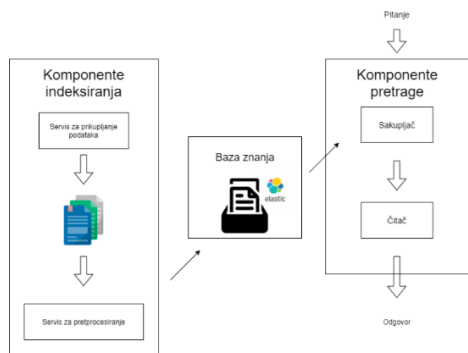 Pitanje
Komponente
indeksiranja
Servis za prikupljanje
podataka
Servis za pretprocesiranje
Baza znanja
elastic
Komponente
pretrage
Sakupljač
Čitač
Odgovor